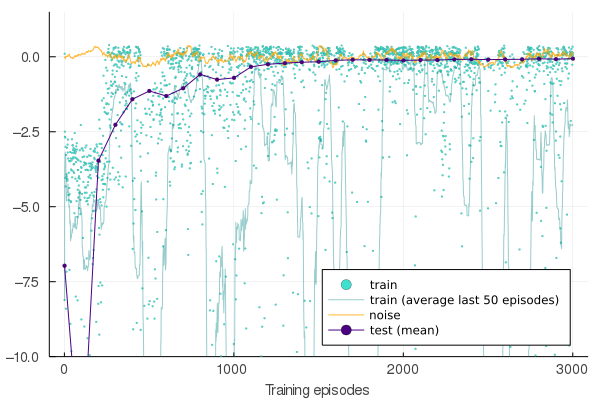 0.0
−2.5
−5.0
−7.5
−10.0
0
1000
2000
3000
Training episodes
train
train (average last 50 episodes)
noise
test (mean)